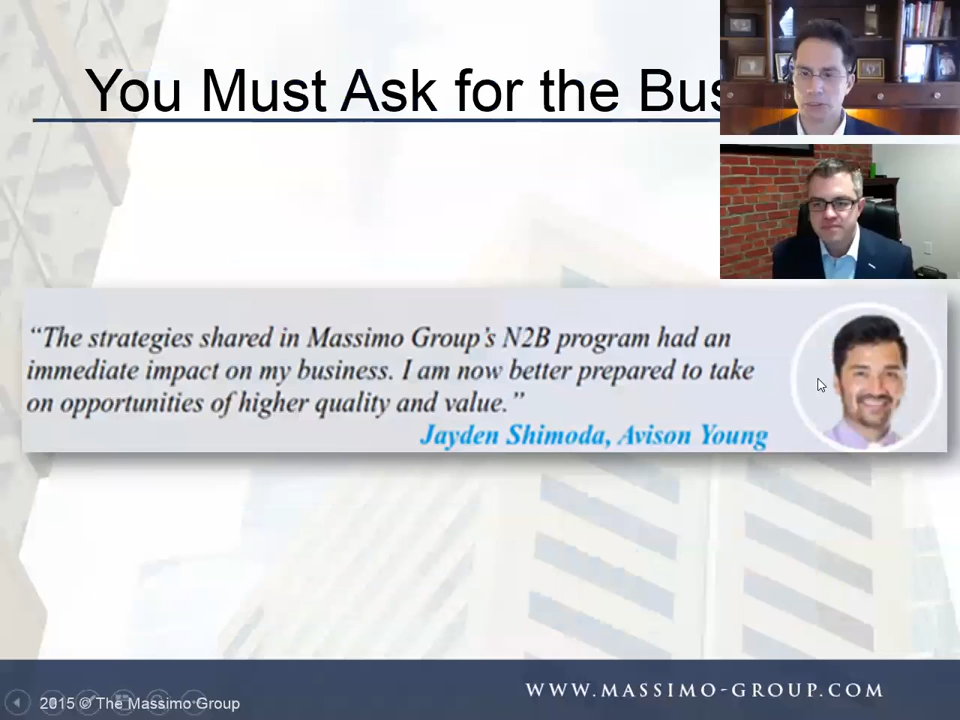 You Must Ask for the Bus
“The strategies shared in Massimo Group’s N2B program had an
immediate impact on my business. I am now better prepared to take
on opportunities of higher quality and value.”
Jayden Shimoda, Avison Young
2015 © The Massimo Group
WWW.MASSIMO-GROUP.COM